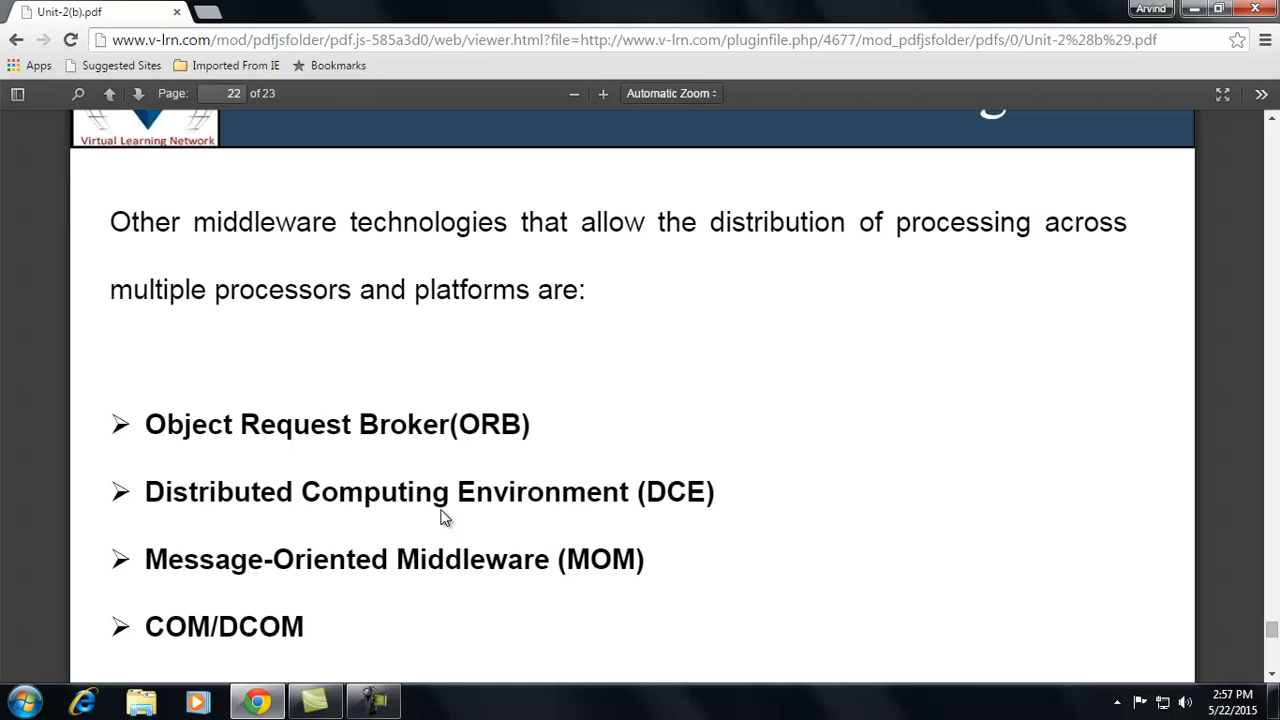 Unit-2(b).pdf
Arvind
www.v-lrn.com/mod/pdfjsfolder/pdf.js-585a3d0/web/viewer.html?file=http://www.v-lrn.com/pluginfile.php/4677/mod_pdfjsfolder/pdfs/0/Unit-2%28b%29.pdf
Apps Suggested Sites Imported From IE Bookmarks
Page: 22 of 23 Automatic Zoom
Virtual Learning Network
Other middleware technologies that allow the distribution of processing across
multiple processors and platforms are:
➢ Object Request Broker(ORB)
➢ Distributed Computing Environment (DCE)
➢ Message-Oriented Middleware (MOM)
➢ COM/DCOM
2:57 PM
5/22/2015